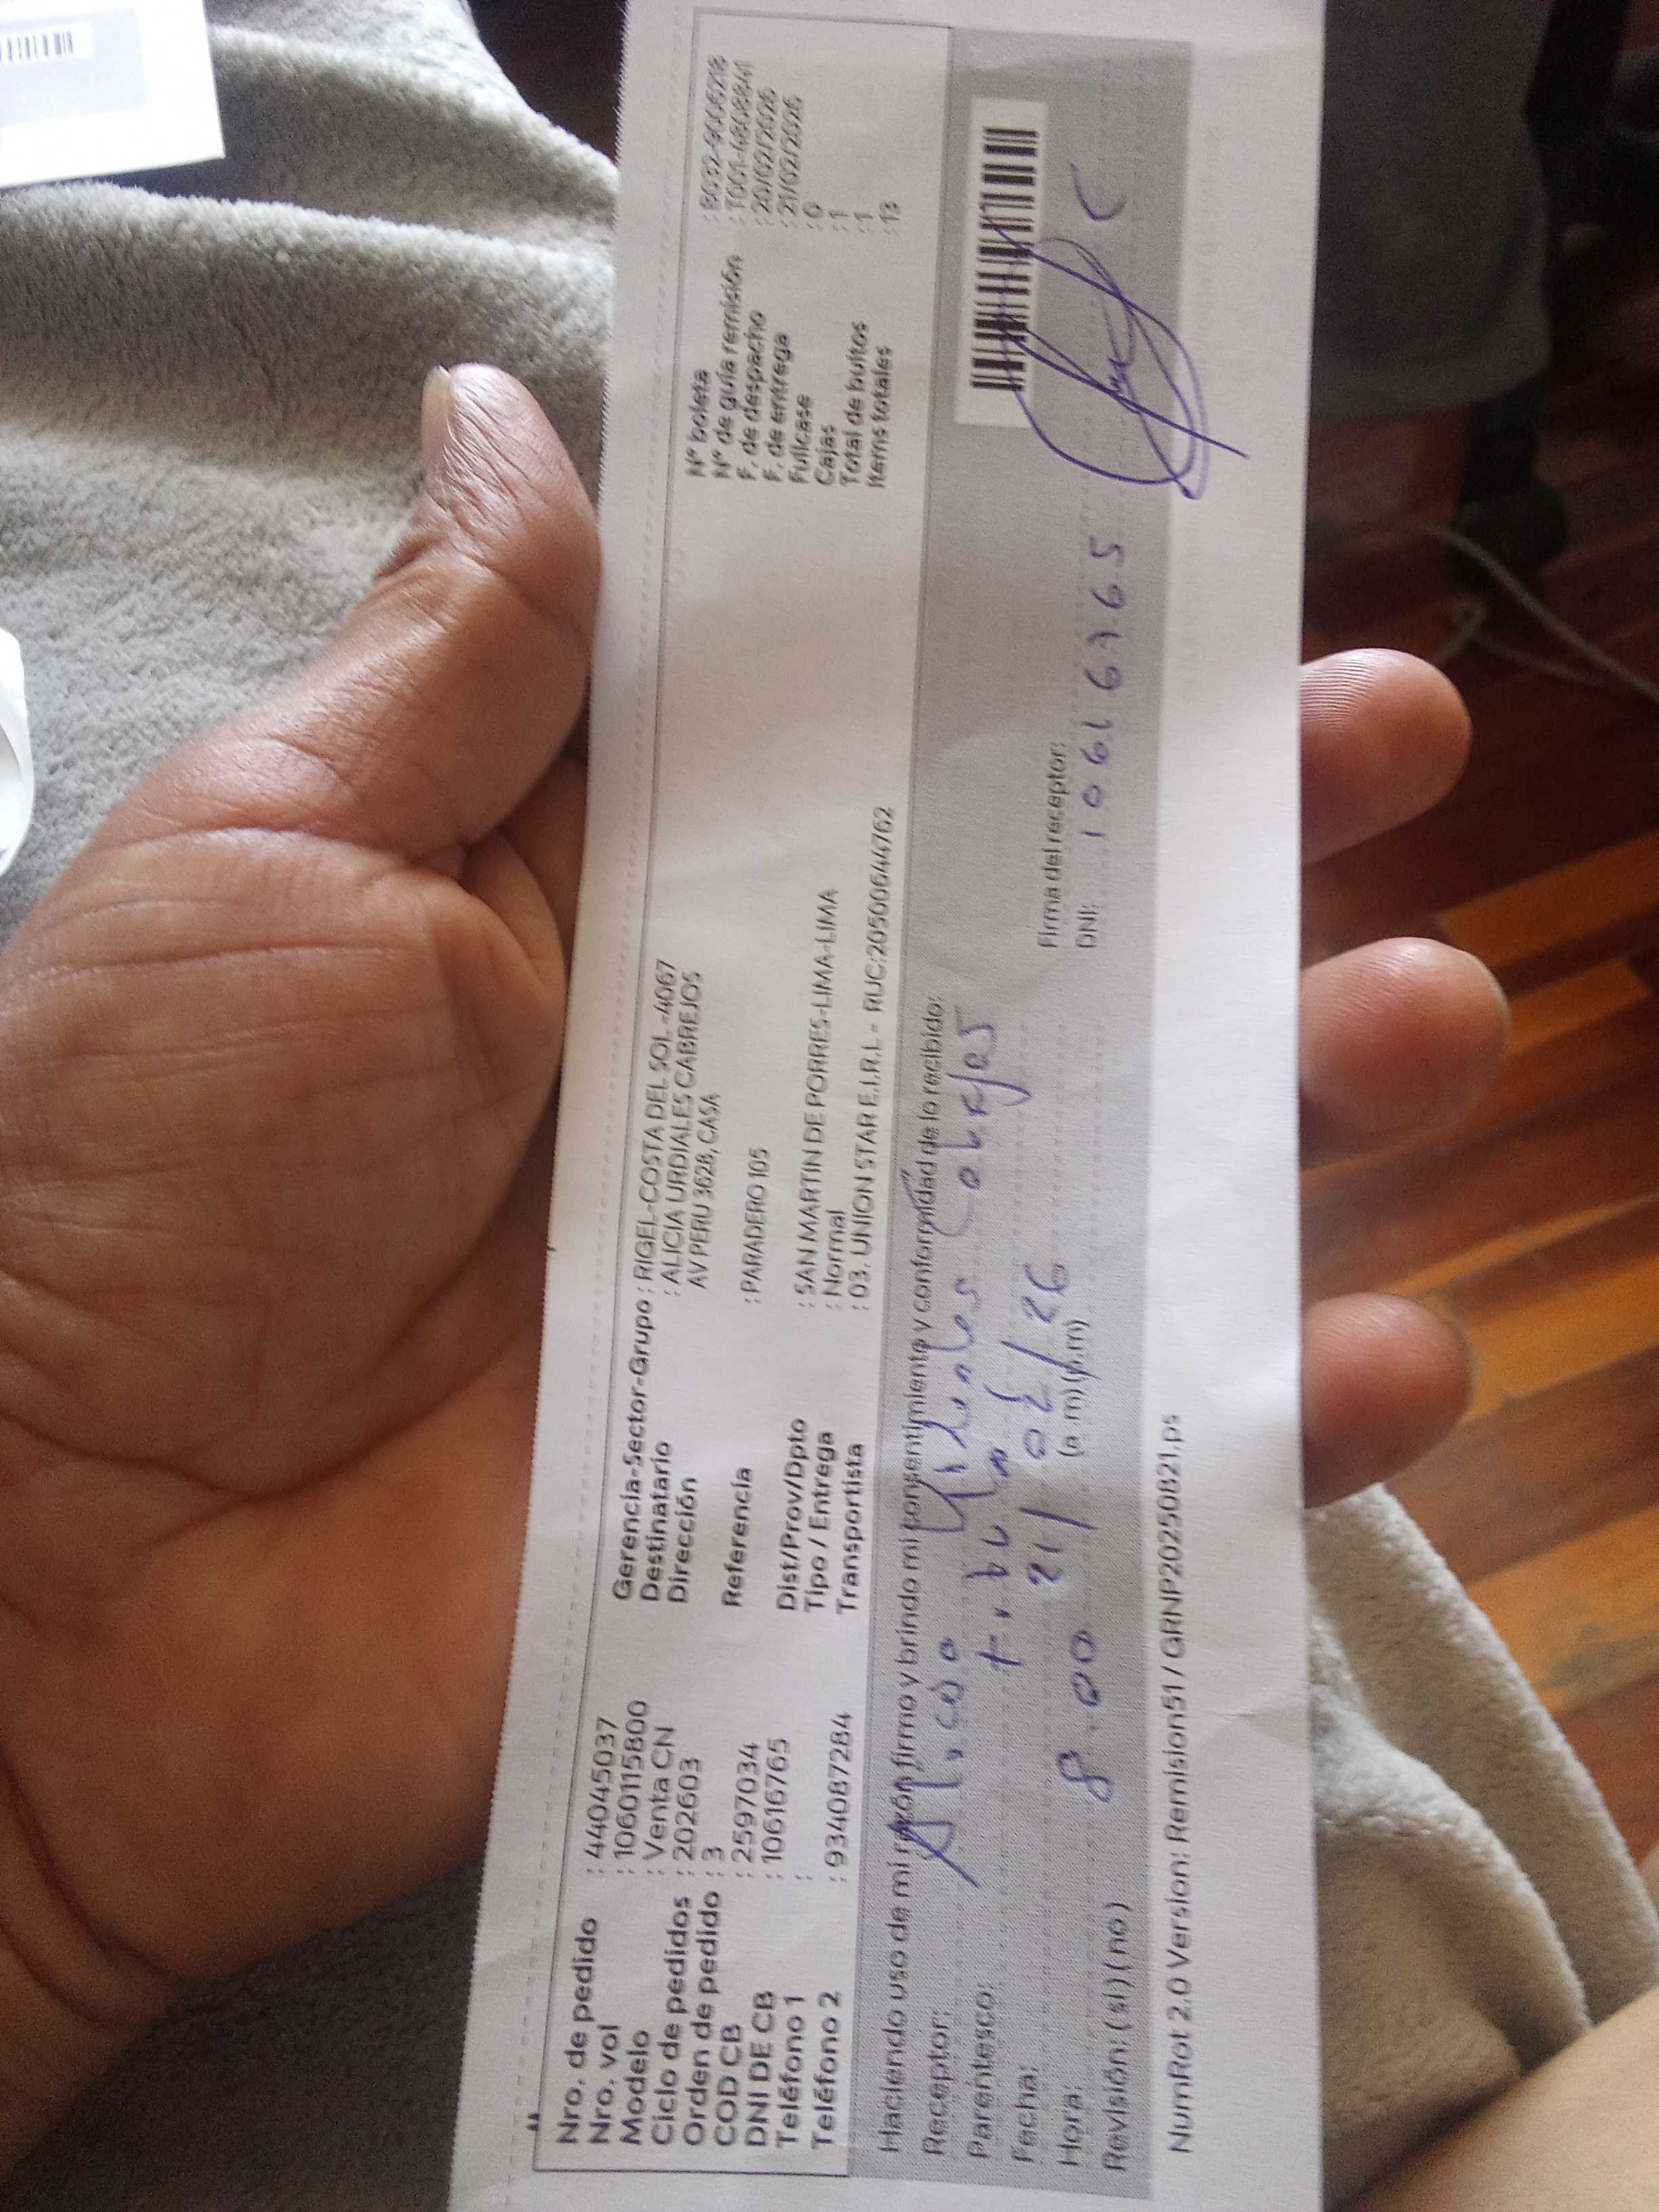 Nro. de pedido : 44045037
Nro. vol : 1060115800
Modelo : Venta CN
Ciclo de pedidos : 202603
Orden de pedido : 3
COD CB : 2597034
DNI DE CB : 10616765
Teléfono 1 :
Teléfono 2 : 934087284
Gerencia-Sector-Grupo : RIGEL-COSTA DEL SOL-4067
Destinatario : ALICIA URDIALES CABREJOS
Dirección AV PERU 3628, CASA
Referencia : PARADERO 105
Dist/Prov/Dpto : SAN MARTIN DE PORRES-LIMA-LIMA
Tipo / Entrega : Normal
Transportista : 03. UNION STAR E.I.R.L - RUC:20500644762
N° boleta : B032-9006218
N° de guía remisión : T001-4808841
F. de despacho : 20/02/2026
F. de entrega : 21/02/2026
Fullcase : 0
Cajas : 1
Total de bultos : 1
Items totales : 13
Haciendo uso de mi razón firmo y brindo mi consentimiento y conformidad de lo recibido:
Receptor: Alicia Urdiales Cabrejos
Parentesco: titular
Fecha: 21/02/26
Hora: 8:00 (a.m) (p.m)
Revisión: (si) (no)
Firma del receptor:
DNI: 10616765
NumRot 2.0 Version: Remision51 / GRNP20250821.ps